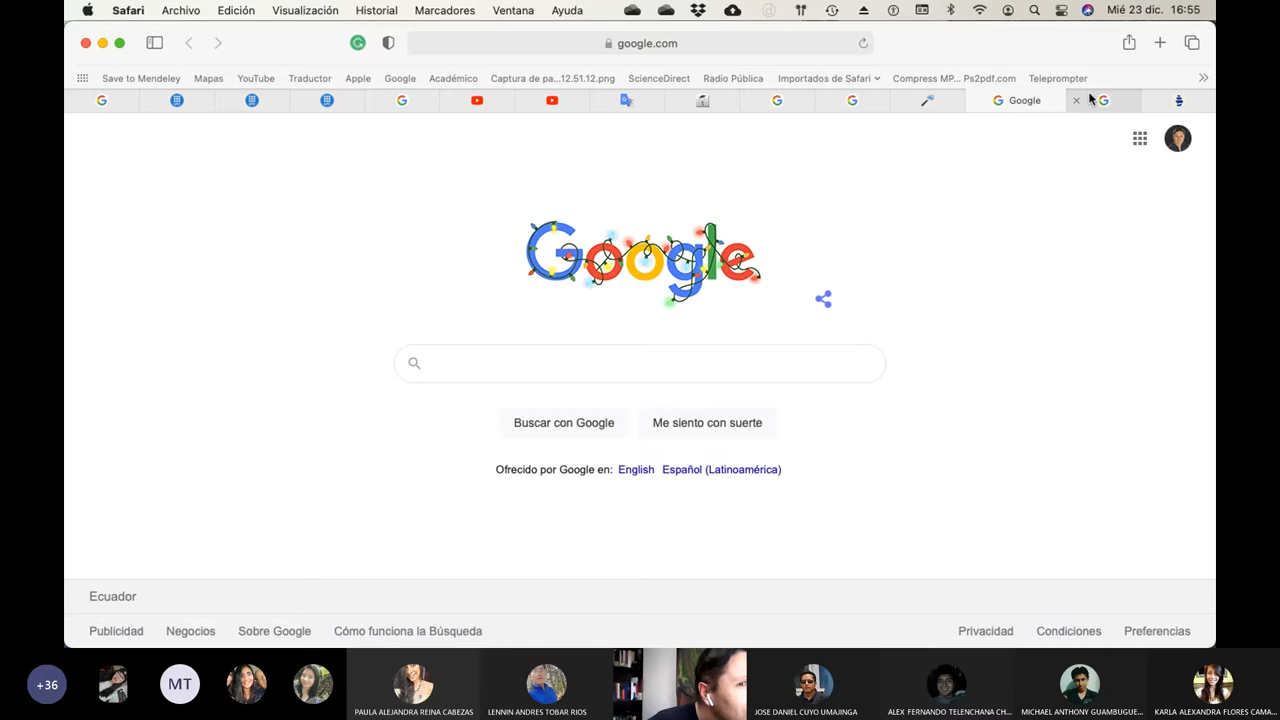 Safari Archivo Edición Visualización Historial Marcadores Ventana Ayuda Mié 23 dic. 16:55
google.com
Save to Mendeley Mapas YouTube Traductor Apple Google Académico Captura de pa...12.51.12.png ScienceDirect Radio Pública Importados de Safari Compress MP... Ps2pdf.com Teleprompter
Google
Google
Buscar con Google Me siento con suerte
Ofrecido por Google en: English Español (Latinoamérica)
Ecuador
Publicidad Negocios Sobre Google Cómo funciona la Búsqueda Privacidad Condiciones Preferencias
+36 MT
PAULA ALEJANDRA REINA CABEZAS LENNIN ANDRES TOBAR RIOS JOSE DANIEL CUYO UMAJINGA ALEX FERNANDO TELENCHANA CH... MICHAEL ANTHONY GUAMBUGUE... KARLA ALEXANDRA FLORES CAMA...